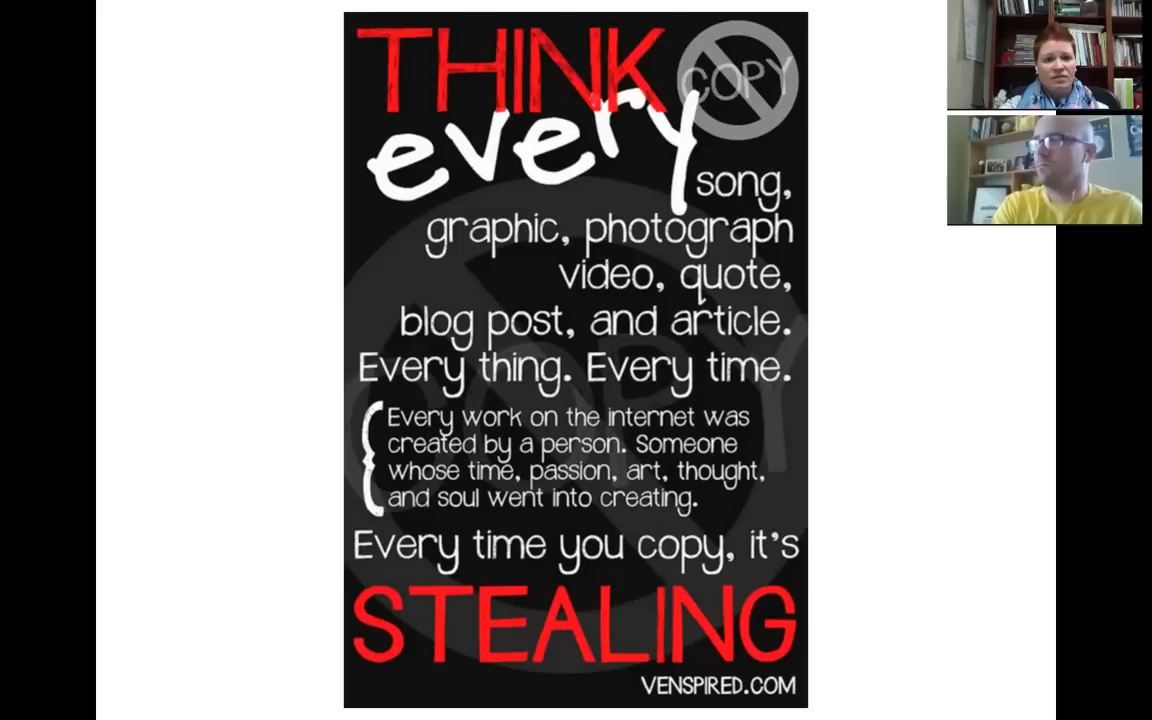 THINK
COPY
every song,
graphic, photograph
video, quote,
blog post, and article.
Every thing. Every time.
Every work on the internet was
created by a person. Someone
whose time, passion, art, thought,
and soul went into creating.
Every time you copy, it's
STEALING
VENSPIRED.COM
COPY